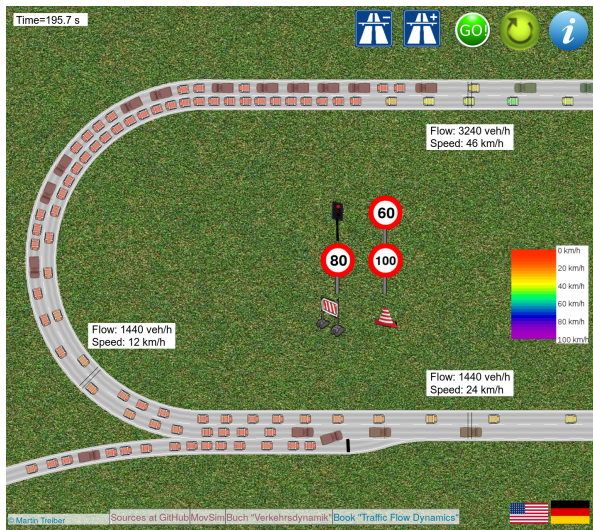 Time=195.7 s
GO!
i
Flow: 3240 veh/h
Speed: 46 km/h
60
80
100
0 km/h
20 km/h
40 km/h
60 km/h
80 km/h
100 km/h
Flow: 1440 veh/h
Speed: 12 km/h
Flow: 1440 veh/h
Speed: 24 km/h
© Martin Treiber
Sources at GitHub MovSim Buch "Verkehrsdynamik" Book "Traffic Flow Dynamics"